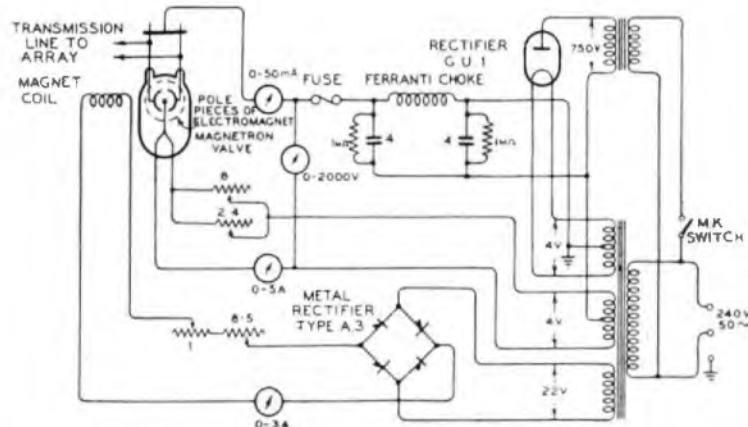 TRANSMISSION
LINE TO
ARRAY
MAGNET
COIL
POLE
PIECES OF
ELECTROMAGNET
MAGNETRON
VALVE
0-50mA
FUSE
FERRANTI CHOKE
RECTIFIER
G.U.1
750V
1MΩ
4
4
1MΩ
0-2000V
8
2·4
0-5A
4V
M.K
SWITCH
METAL
RECTIFIER
TYPE A.3
4V
240V
50~
1
8·5
22V
0-3A